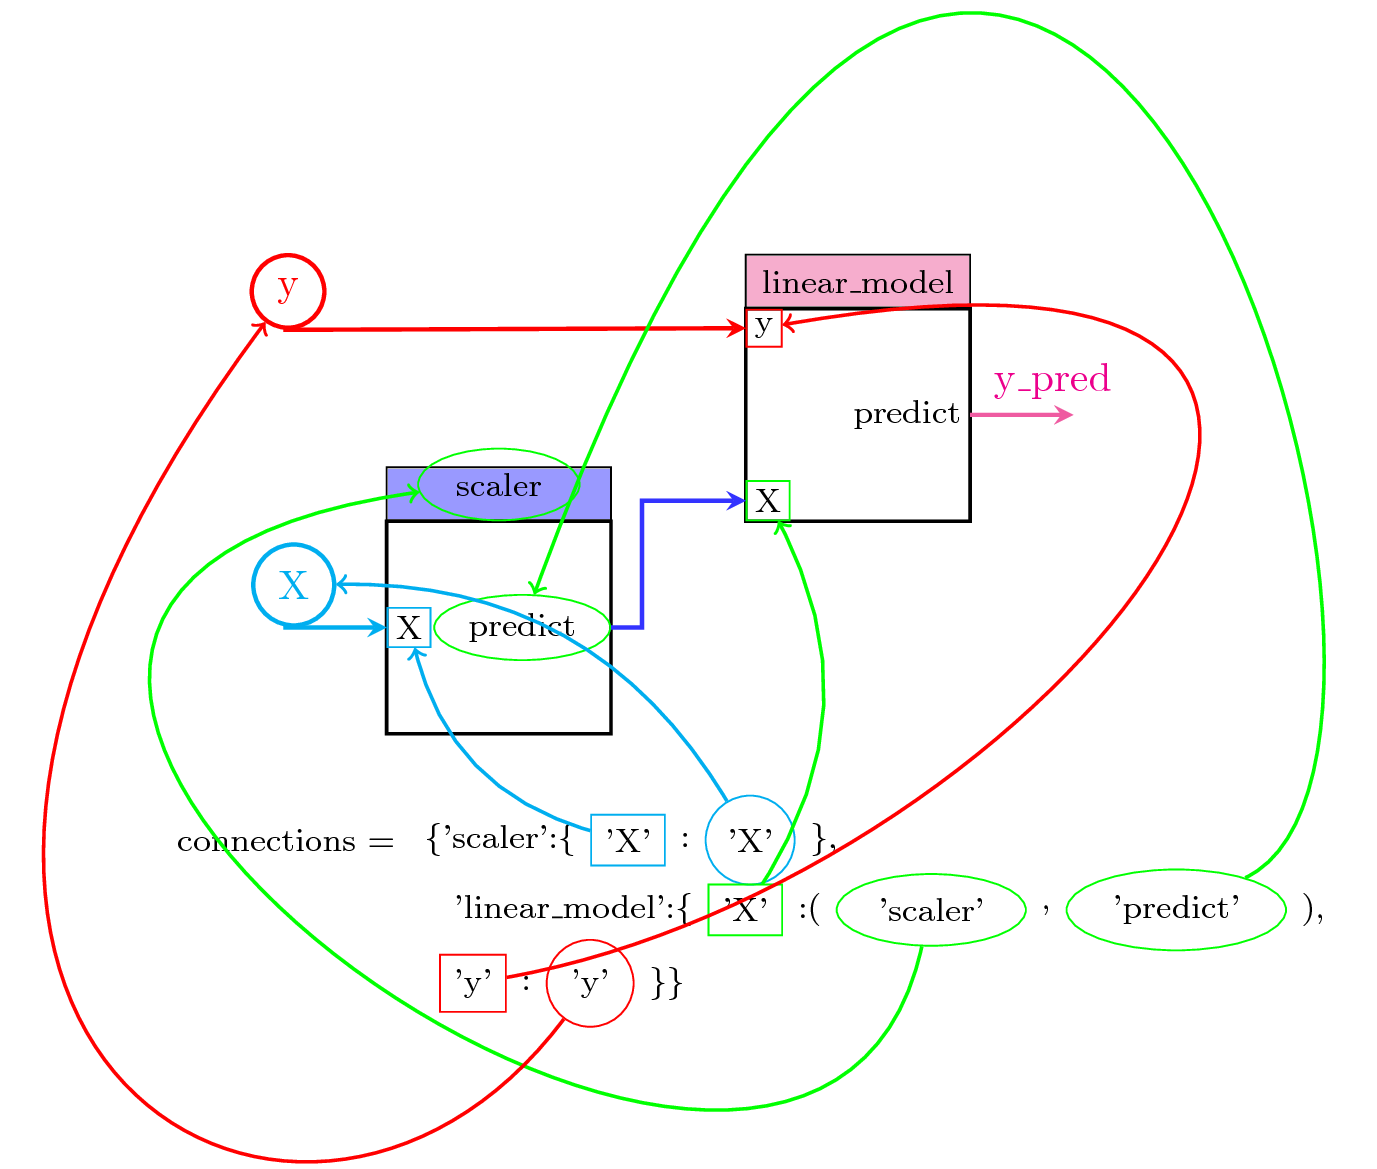 y
linear_model
y
y_pred
predict
scaler
X
X
X
predict
connections = {'scaler':{ 'X' : 'X' },
'linear_model':{ 'X' :( 'scaler' , 'predict' ),
'y' : 'y' }}